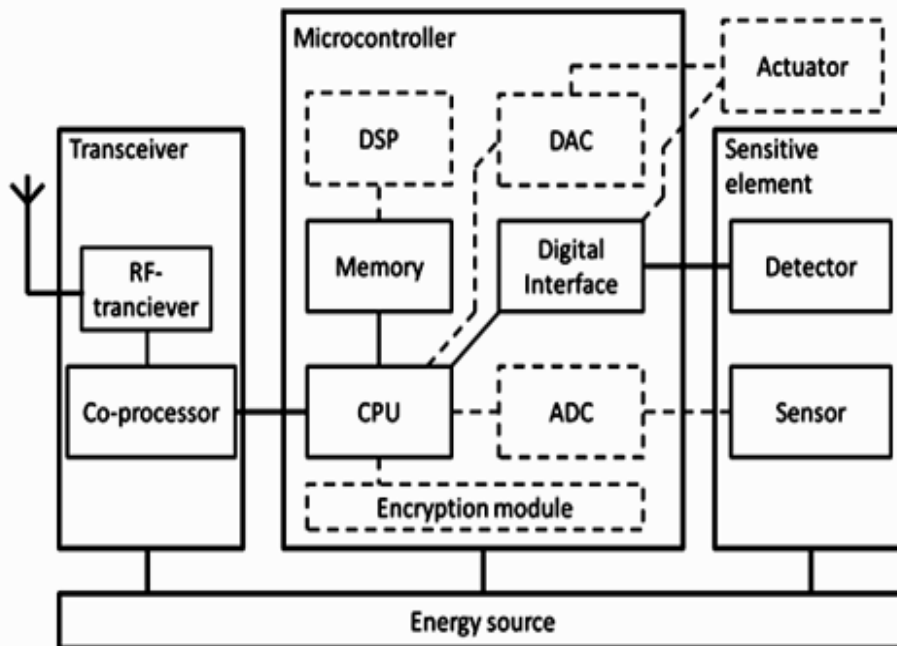 Microcontroller
Actuator
DSP
DAC
Transceiver
Sensitive
element
Memory
Digital
Interface
Detector
RF-
tranciever
Co-processor
CPU
ADC
Sensor
Encryption module
Energy source